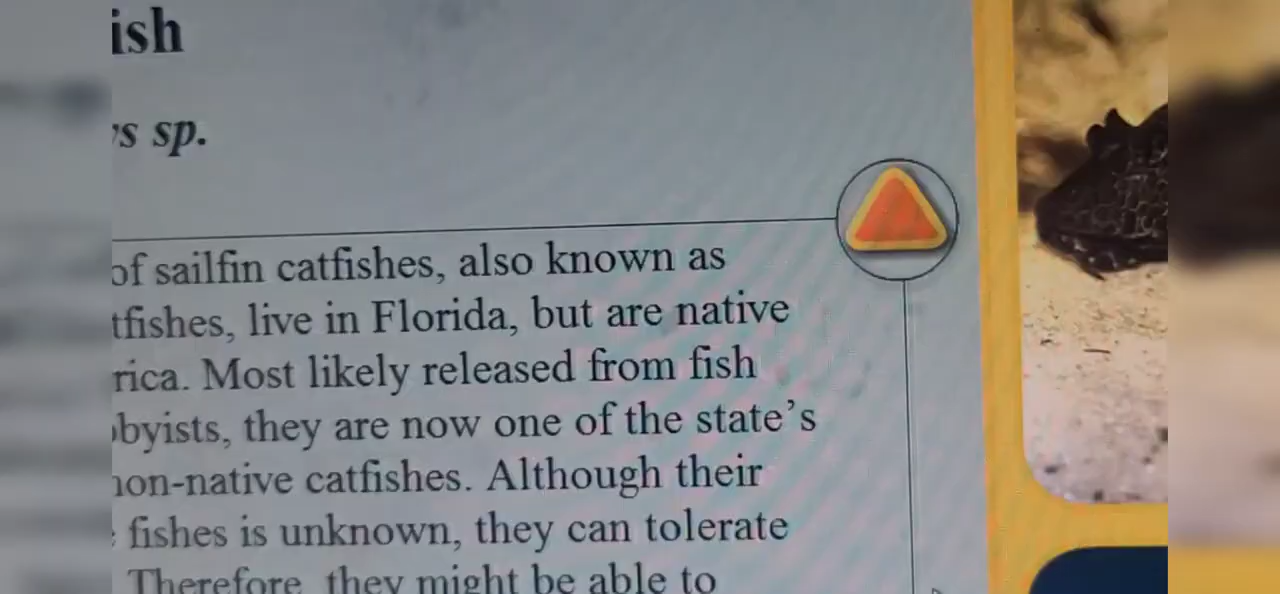 ish
s sp.
of sailfin catfishes, also known as
tfishes, live in Florida, but are native
rica. Most likely released from fish
byists, they are now one of the state's
non-native catfishes. Although their
fishes is unknown, they can tolerate
Therefore, they might be able to